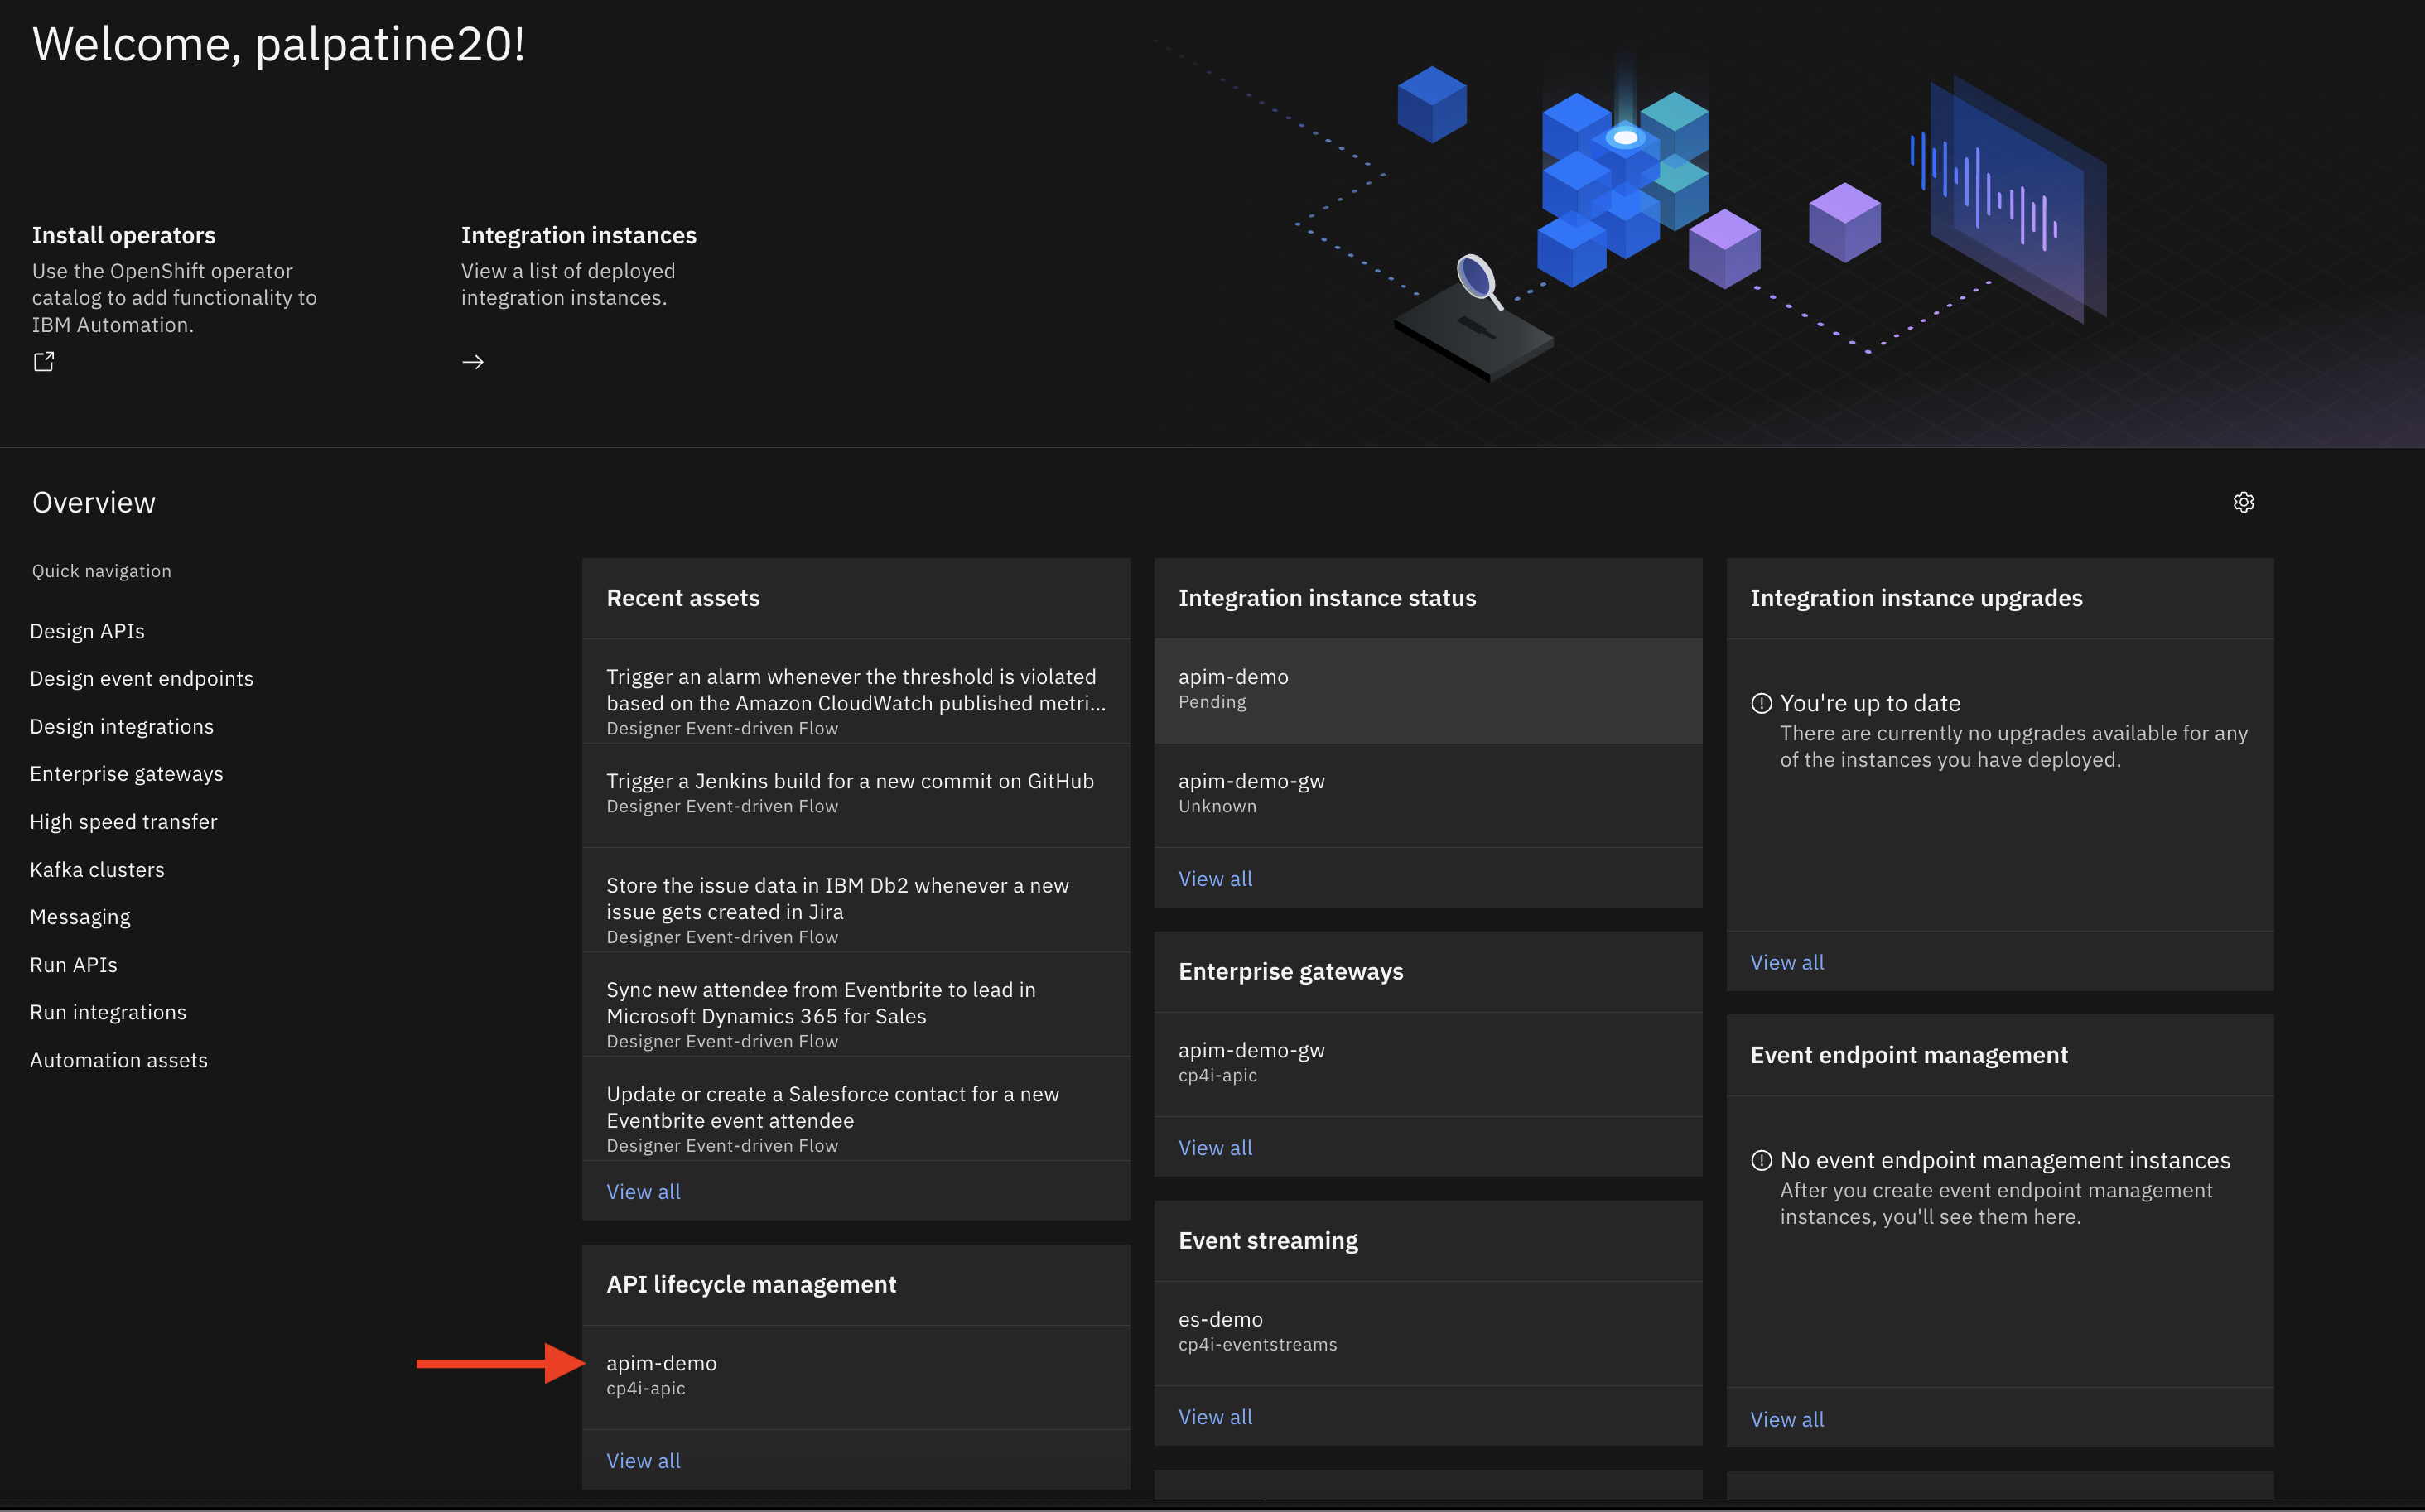 Welcome, palpatine20!
Install operators
Use the OpenShift operator
catalog to add functionality to
IBM Automation.
Integration instances
View a list of deployed
integration instances.
Overview
Quick navigation
Design APIs
Design event endpoints
Design integrations
Enterprise gateways
High speed transfer
Kafka clusters
Messaging
Run APIs
Run integrations
Automation assets
Recent assets
Trigger an alarm whenever the threshold is violated
based on the Amazon CloudWatch published metri...
Designer Event-driven Flow
Trigger a Jenkins build for a new commit on GitHub
Designer Event-driven Flow
Store the issue data in IBM Db2 whenever a new
issue gets created in Jira
Designer Event-driven Flow
Sync new attendee from Eventbrite to lead in
Microsoft Dynamics 365 for Sales
Designer Event-driven Flow
Update or create a Salesforce contact for a new
Eventbrite event attendee
Designer Event-driven Flow
View all
API lifecycle management
apim-demo
cp4i-apic
View all
Integration instance status
apim-demo
Pending
apim-demo-gw
Unknown
View all
Enterprise gateways
apim-demo-gw
cp4i-apic
View all
Event streaming
es-demo
cp4i-eventstreams
View all
Integration instance upgrades
You're up to date
There are currently no upgrades available for any
of the instances you have deployed.
View all
Event endpoint management
No event endpoint management instances
After you create event endpoint management
instances, you'll see them here.
View all